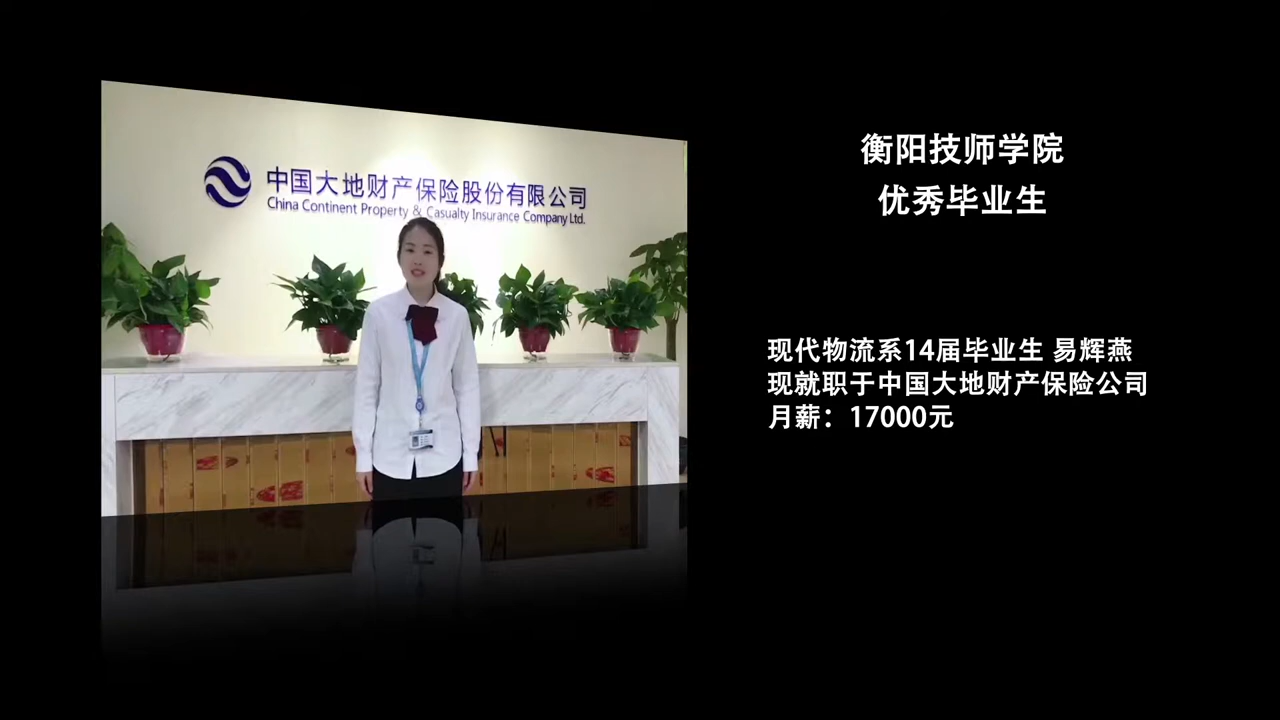 中国大地财产保险股份有限公司
China Continent Property & Casualty Insurance Company Ltd.
衡阳技师学院
优秀毕业生
现代物流系14届毕业生 易辉燕
现就职于中国大地财产保险公司
月薪：17000元